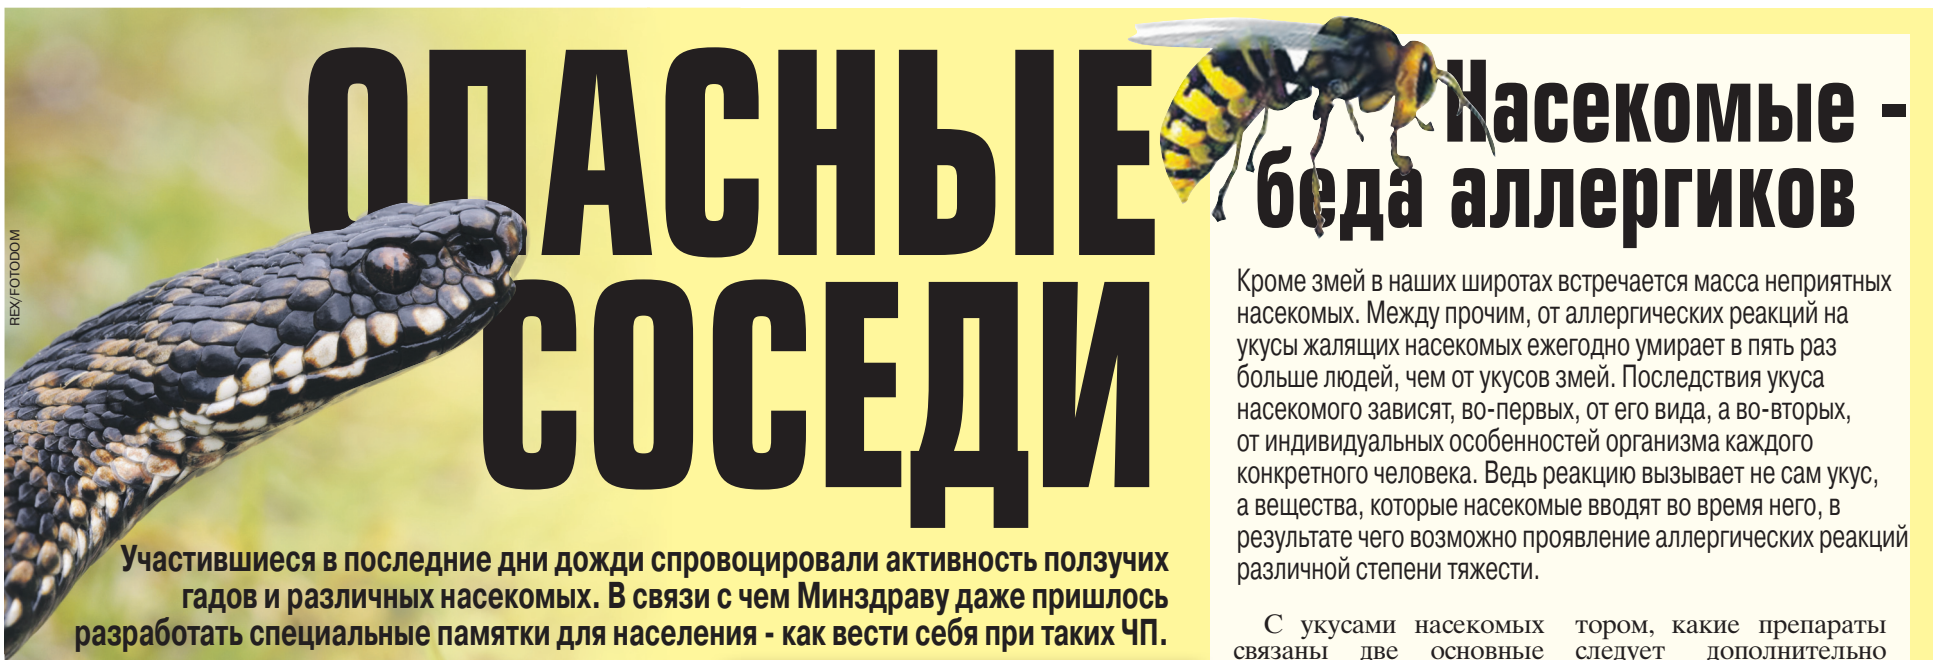 REX/FOTODOM
ОПАСНЫЕ
СОСЕДИ
Участившиеся в последние дни дожди спровоцировали активность ползучих
гадов и различных насекомых. В связи с чем Минздраву даже пришлось
разработать специальные памятки для населения - как вести себя при таких ЧП.
Насекомые -
беда аллергиков
Кроме змей в наших широтах встречается масса неприятных
насекомых. Между прочим, от аллергических реакций на
укусы жалящих насекомых ежегодно умирает в пять раз
больше людей, чем от укусов змей. Последствия укуса
насекомого зависят, во-первых, от его вида, а во-вторых,
от индивидуальных особенностей организма каждого
конкретного человека. Ведь реакцию вызывает не сам укус,
а вещества, которые насекомые вводят во время него, в
результате чего возможно проявление аллергических реакций
различной степени тяжести.
С укусами насекомых
связаны две основные
тором, какие препараты
следует дополнительно